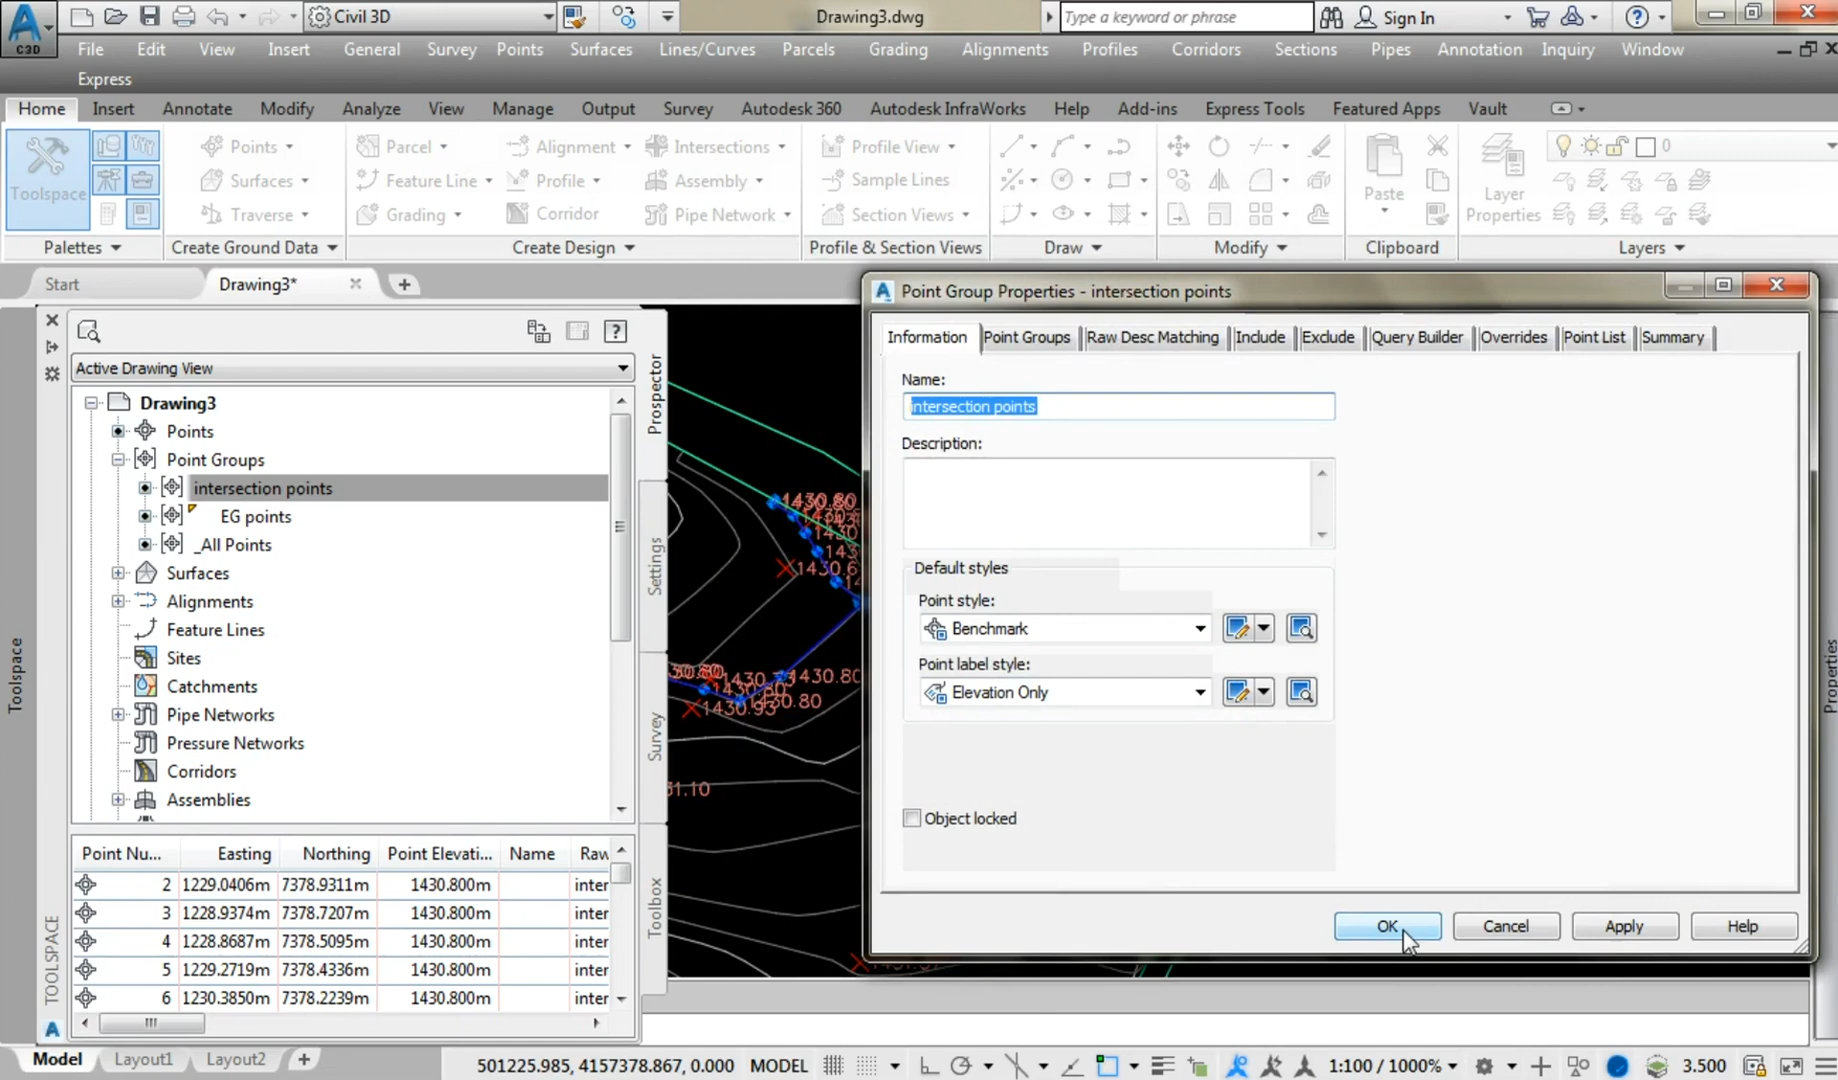 Civil 3D
Drawing3.dwg
Type a keyword or phrase
Sign In
C3D
File Edit View Insert General Survey Points Surfaces Lines/Curves Parcels Grading Alignments Profiles Corridors Sections Pipes Annotation Inquiry Window
Express
Home Insert Annotate Modify Analyze View Manage Output Survey Autodesk 360 Autodesk InfraWorks Help Add-ins Express Tools Featured Apps Vault
Points Parcel Alignment Intersections Profile View 0
Surfaces Feature Line Profile Assembly Sample Lines
Toolspace Paste Layer
Traverse Grading Corridor Pipe Network Section Views Properties
Palettes Create Ground Data Create Design Profile & Section Views Draw Modify Clipboard Layers
Start Drawing3*
Point Group Properties - intersection points
Information Point Groups Raw Desc Matching Include Exclude Query Builder Overrides Point List Summary
Name:
intersection points
Description:
Default styles
Point style:
Benchmark
Point label style:
Elevation Only
Object locked
OK Cancel Apply Help
Active Drawing View
Drawing3
Points
Point Groups
intersection points
EG points
_All Points
Surfaces
Alignments
Feature Lines
Sites
Catchments
Pipe Networks
Pressure Networks
Corridors
Assemblies
Prospector
Settings
Survey
Toolbox
Toolspace
TOOLSPACE
Properties
1430.80
1430.80
1430.93
1430.80
Point Nu... Easting Northing Point Elevati... Name Raw
2 1229.0406m 7378.9311m 1430.800m inter
3 1228.9374m 7378.7207m 1430.800m inter
4 1228.8687m 7378.5095m 1430.800m inter
5 1229.2719m 7378.4336m 1430.800m inter
6 1230.3850m 7378.2239m 1430.800m inter
Model Layout1 Layout2
501225.985, 4157378.867, 0.000 MODEL 1:100 / 1000% 3.500